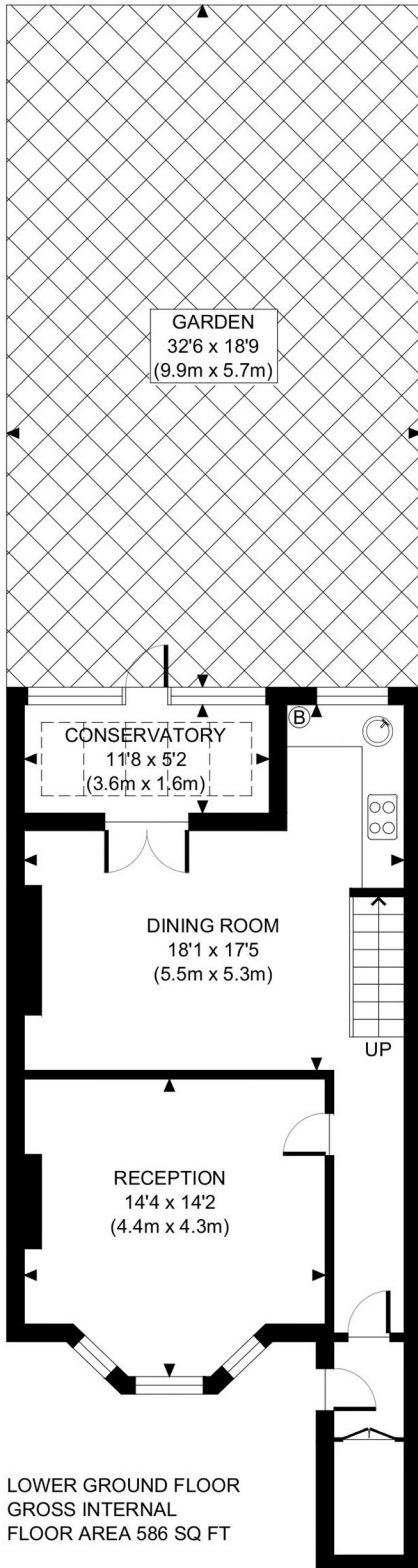 GARDEN
32'6 x 18'9
(9.9m x 5.7m)
B
CONSERVATORY
11'8 x 5'2
(3.6m x 1.6m)
DINING ROOM
18'1 x 17'5
(5.5m x 5.3m)
UP
RECEPTION
14'4 x 14'2
(4.4m x 4.3m)
LOWER GROUND FLOOR
GROSS INTERNAL
FLOOR AREA 586 SQ FT